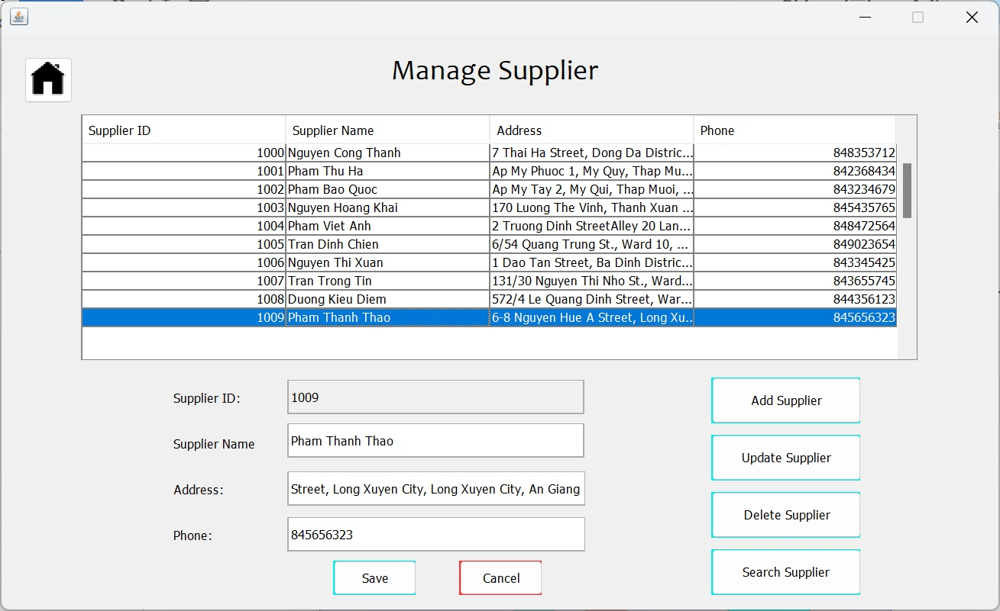 Manage Supplier
Supplier ID Supplier Name Address Phone
1000 Nguyen Cong Thanh 7 Thai Ha Street, Dong Da Distric... 848353712
1001 Pham Thu Ha Ap My Phuoc 1, My Quy, Thap Mu... 842368434
1002 Pham Bao Quoc Ap My Tay 2, My Qui, Thap Muoi, ... 843234679
1003 Nguyen Hoang Khai 170 Luong The Vinh, Thanh Xuan ... 845435765
1004 Pham Viet Anh 2 Truong Dinh StreetAlley 20 Lan... 848472564
1005 Tran Dinh Chien 6/54 Quang Trung St., Ward 10, ... 849023654
1006 Nguyen Thi Xuan 1 Dao Tan Street, Ba Dinh Distric... 843345425
1007 Tran Trong Tin 131/30 Nguyen Thi Nho St., Ward... 843655745
1008 Duong Kieu Diem 572/4 Le Quang Dinh Street, War... 844356123
1009 Pham Thanh Thao 6-8 Nguyen Hue A Street, Long Xu... 845656323
Supplier ID: 1009
Supplier Name Pham Thanh Thao
Address: Street, Long Xuyen City, Long Xuyen City, An Giang
Phone: 845656323
Save Cancel
Add Supplier
Update Supplier
Delete Supplier
Search Supplier